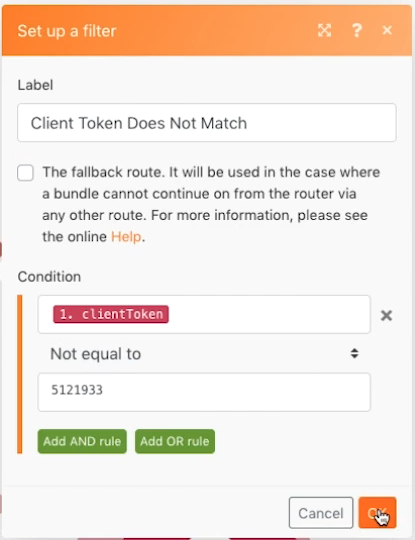 Set up a filter
Label
Client Token Does Not Match
The fallback route. It will be used in the case where
a bundle cannot continue on from the router via
any other route. For more information, please see
the online Help.
Condition
1. clientToken
Not equal to
5121933
Add AND rule Add OR rule
Cancel OK